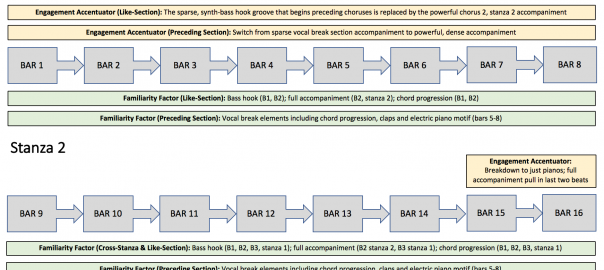 Engagement Accentuator (Like-Section): The sparse, synth-bass hook groove that begins preceding choruses is replaced by the powerful chorus 2, stanza 2 accompaniment
Engagement Accentuator (Preceding Section): Switch from sparse vocal break section accompaniment to powerful, dense accompaniment
BAR 1 BAR 2 BAR 3 BAR 4 BAR 5 BAR 6 BAR 7 BAR 8
Familiarity Factor (Like-Section): Bass hook (B1, B2); full accompaniment (B2, stanza 2); chord progression (B1, B2)
Familiarity Factor (Preceding Section): Vocal break elements including chord progression, claps and electric piano motif (bars 5-8)
Stanza 2
Engagement Accentuator:
Breakdown to just pianos; full
accompaniment pull in last two beats
BAR 9 BAR 10 BAR 11 BAR 12 BAR 13 BAR 14 BAR 15 BAR 16
Familiarity Factor (Cross-Stanza & Like-Section): Bass hook (B1, B2, B3, stanza 1); full accompaniment (B2 stanza 2, B3 stanza 1); chord progression (B1, B2, B3, stanza 1)
Familiarity Factor (Preceding Section): Vocal break elements including chord progression, claps and electric piano motif (bars 5-8)